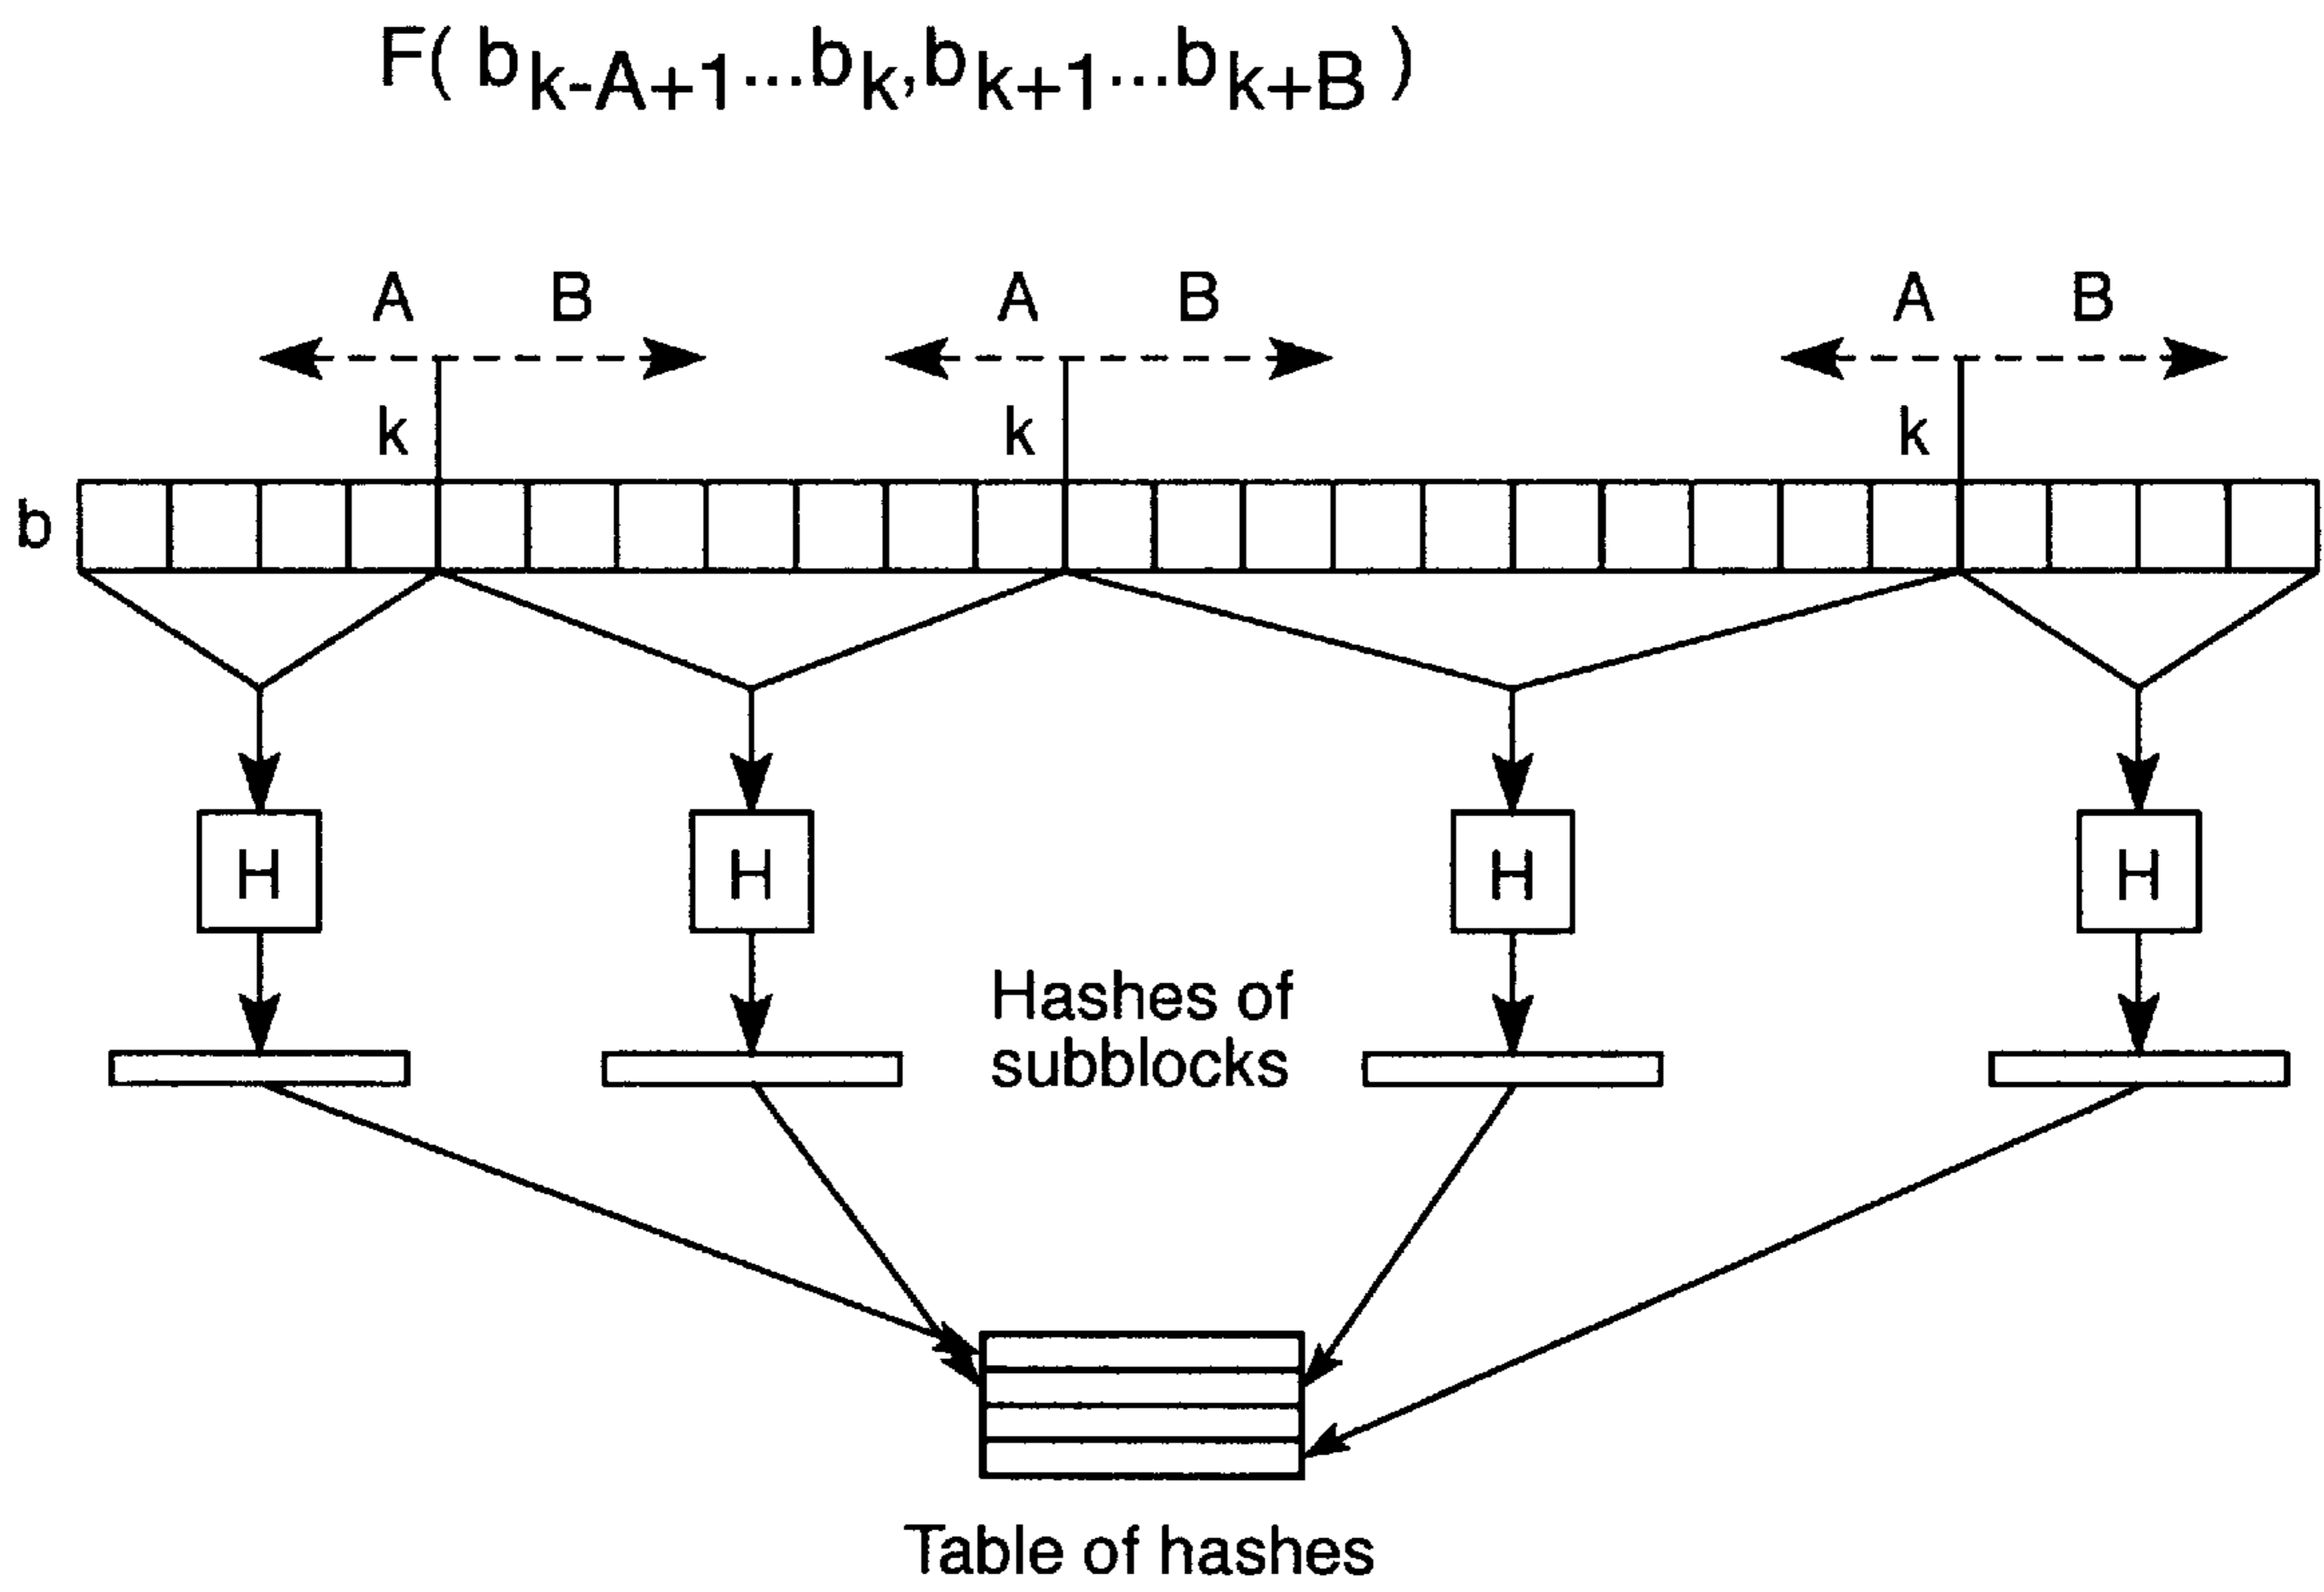 F( b k-A+1...b k,b k+1...b k+B )
A B A B A B
k k k
b
H H H H
Hashes of
subblocks
Table of hashes